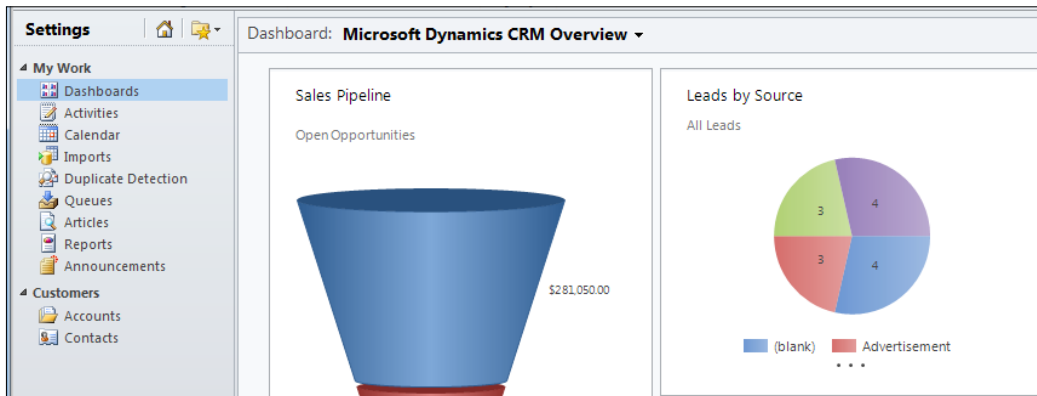 Settings
My Work
Dashboards
Activities
Calendar
Imports
Duplicate Detection
Queues
Articles
Reports
Announcements
Customers
Accounts
Contacts
Dashboard: Microsoft Dynamics CRM Overview
Sales Pipeline
Open Opportunities
$281,050.00
Leads by Source
All Leads
3
4
3
4
(blank) Advertisement